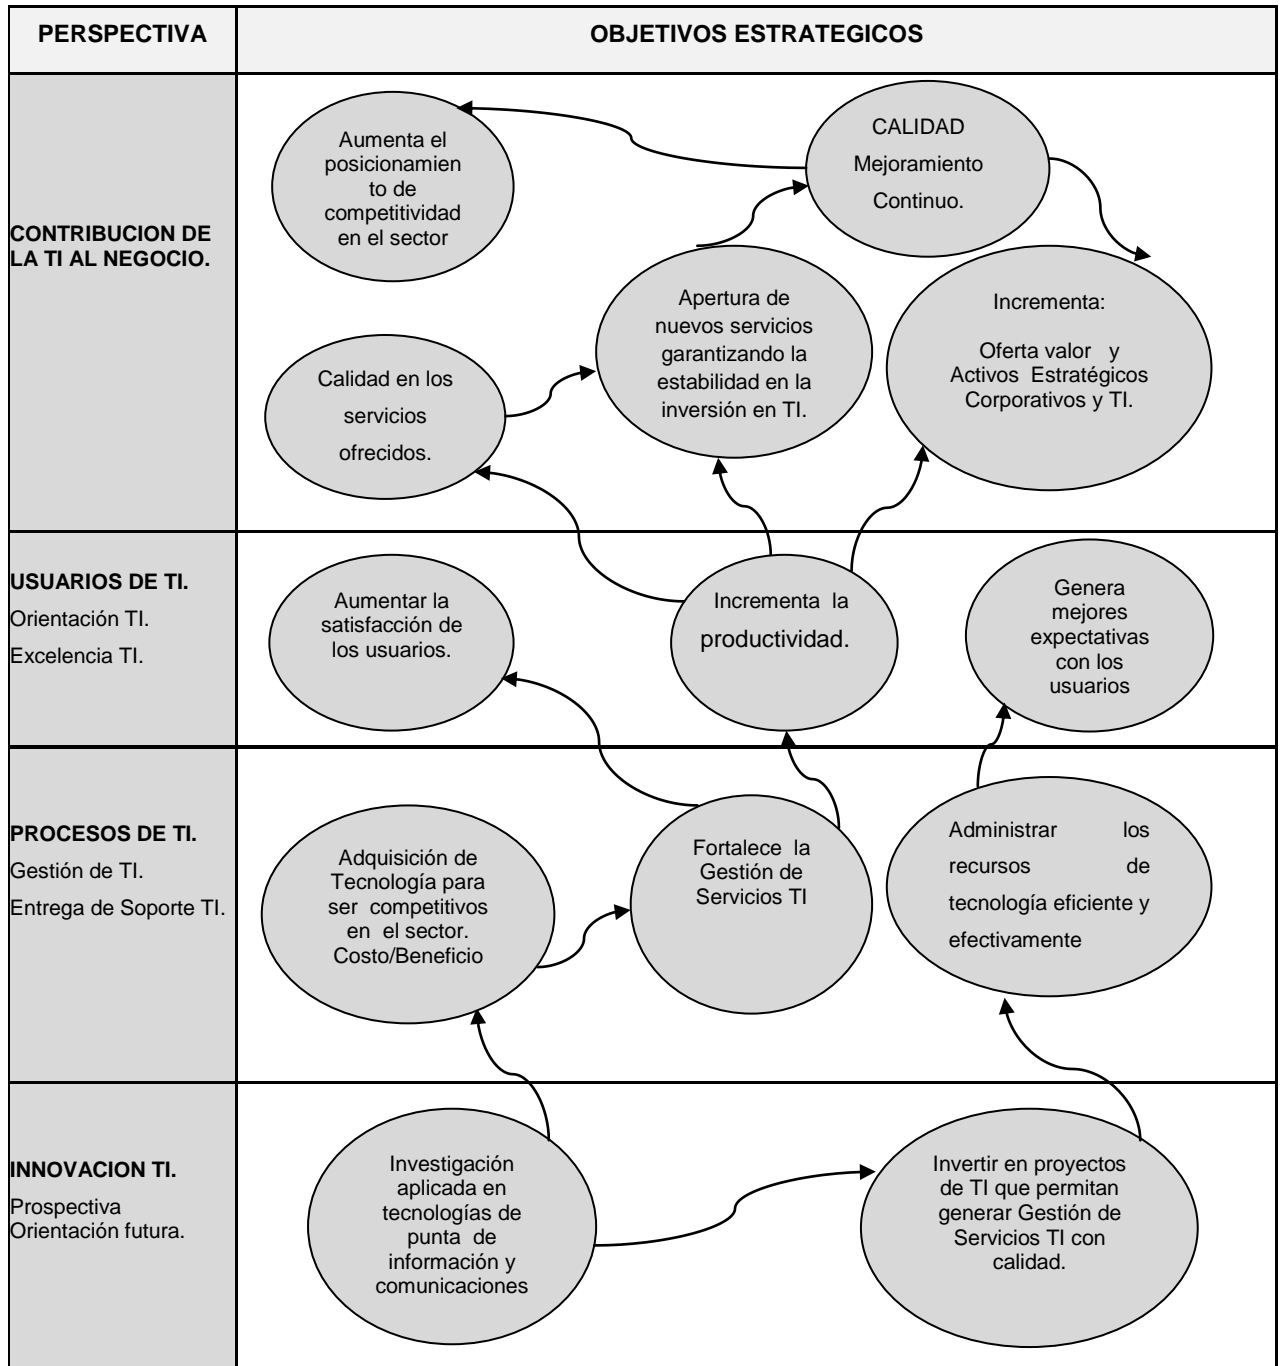 PERSPECTIVA
OBJETIVOS ESTRATEGICOS
CONTRIBUCION DE
LA TI AL NEGOCIO.
Aumenta el
posicionamien
to de
competitividad
en el sector
CALIDAD
Mejoramiento
Continuo.
Calidad en los
servicios
ofrecidos.
Apertura de
nuevos servicios
garantizando la
estabilidad en la
inversión en TI.
Incrementa:
Oferta valor y
Activos Estratégicos
Corporativos y TI.
USUARIOS DE TI.
Orientación TI.
Excelencia TI.
Aumentar la
satisfacción de
los usuarios.
Incrementa la
productividad.
Genera
mejores
expectativas
con los
usuarios
PROCESOS DE TI.
Gestión de TI.
Entrega de Soporte TI.
Adquisición de
Tecnología para
ser competitivos
en el sector.
Costo/Beneficio
Fortalece la
Gestión de
Servicios TI
Administrar los
recursos de
tecnología eficiente y
efectivamente
INNOVACION TI.
Prospectiva
Orientación futura.
Investigación
aplicada en
tecnologías de
punta de
información y
comunicaciones
Invertir en proyectos
de TI que permitan
generar Gestión de
Servicios TI con
calidad.